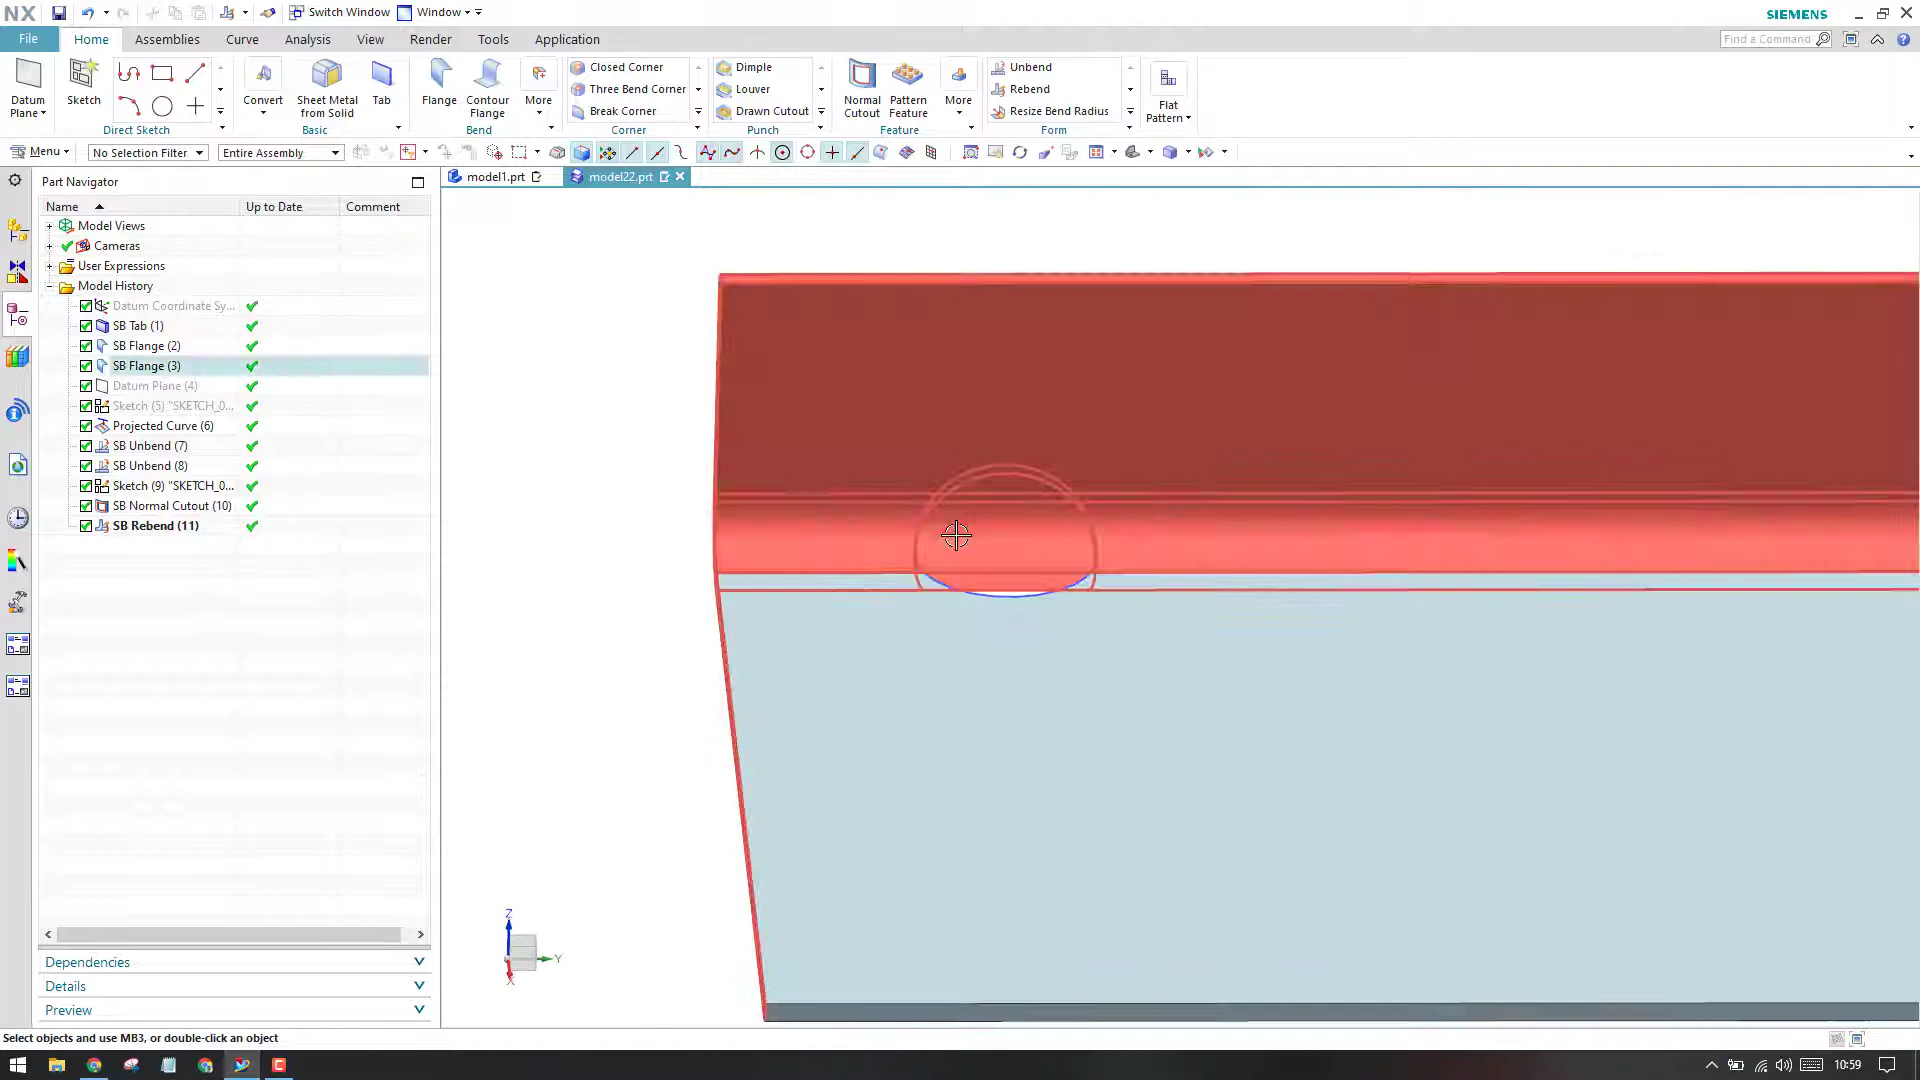 NX
Switch Window
Window
SIEMENS
File
Home
Assemblies
Curve
Analysis
View
Render
Tools
Application
Find a Command
Datum Plane
Sketch
Direct Sketch
Convert
Sheet Metal from Solid
Tab
Basic
Flange
Contour Flange
More
Bend
Closed Corner
Three Bend Corner
Break Corner
Corner
Dimple
Louver
Drawn Cutout
Punch
Normal Cutout
Pattern Feature
More
Feature
Unbend
Rebend
Resize Bend Radius
Form
Flat Pattern
Menu
No Selection Filter
Entire Assembly
Part Navigator
model1.prt
model22.prt
Name
Up to Date
Comment
Model Views
Cameras
User Expressions
Model History
Datum Coordinate Sy...
SB Tab (1)
SB Flange (2)
SB Flange (3)
Datum Plane (4)
Sketch (5) "SKETCH_0...
Projected Curve (6)
SB Unbend (7)
SB Unbend (8)
Sketch (9) "SKETCH_0...
SB Normal Cutout (10)
SB Rebend (11)
Z
Y
X
Dependencies
Details
Preview
Select objects and use MB3, or double-click an object
10:59